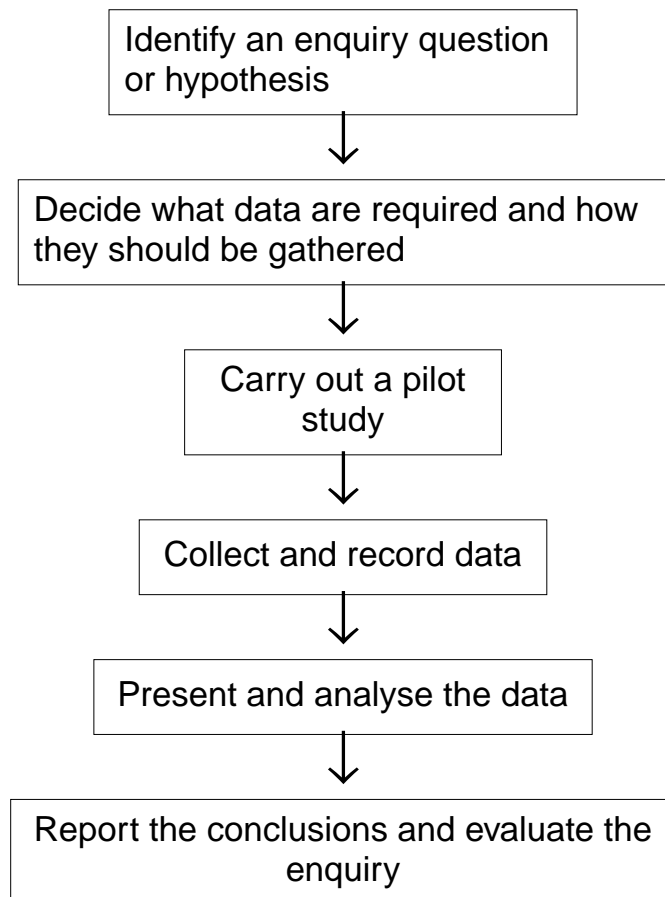 Identify an enquiry question
or hypothesis
Decide what data are required and how
they should be gathered
Carry out a pilot
study
Collect and record data
Present and analyse the data
Report the conclusions and evaluate the
enquiry